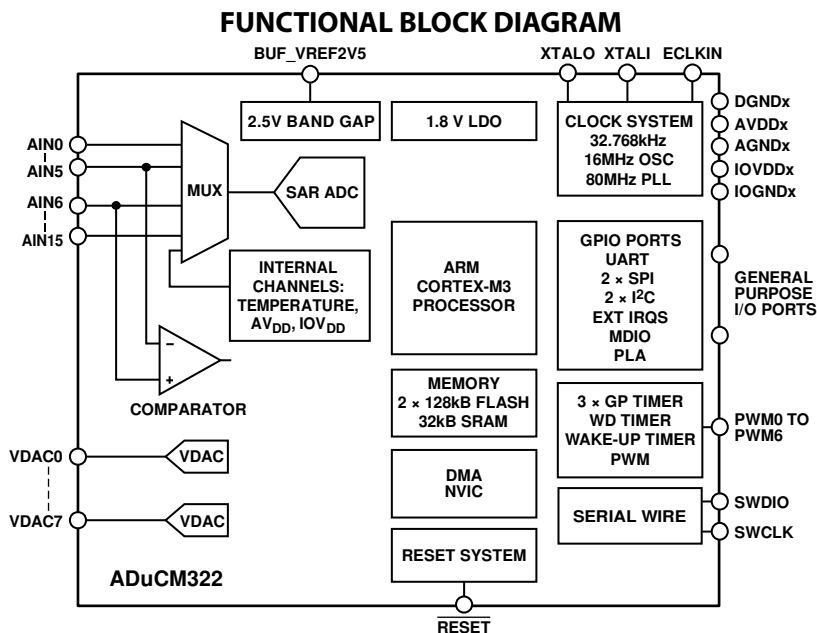 FUNCTIONAL BLOCK DIAGRAM
BUF_VREF2V5
XTALO XTALI ECLKIN
2.5V BAND GAP
1.8 V LDO
CLOCK SYSTEM
32.768kHz
16MHz OSC
80MHz PLL
DGNDx
AVDDx
AGNDx
IOVDDx
IOGNDx
AIN0
AIN5
AIN6
AIN15
MUX
SAR ADC
INTERNAL
CHANNELS:
TEMPERATURE,
AVDD, IOVDD
ARM
CORTEX-M3
PROCESSOR
GPIO PORTS
UART
2 × SPI
2 × I2C
EXT IRQS
MDIO
PLA
GENERAL
PURPOSE
I/O PORTS
–
+
COMPARATOR
MEMORY
2 × 128kB FLASH
32kB SRAM
3 × GP TIMER
WD TIMER
WAKE-UP TIMER
PWM
PWM0 TO
PWM6
VDAC0
VDAC
VDAC7
VDAC
DMA
NVIC
SERIAL WIRE
SWDIO
SWCLK
RESET SYSTEM
ADuCM322
RESET